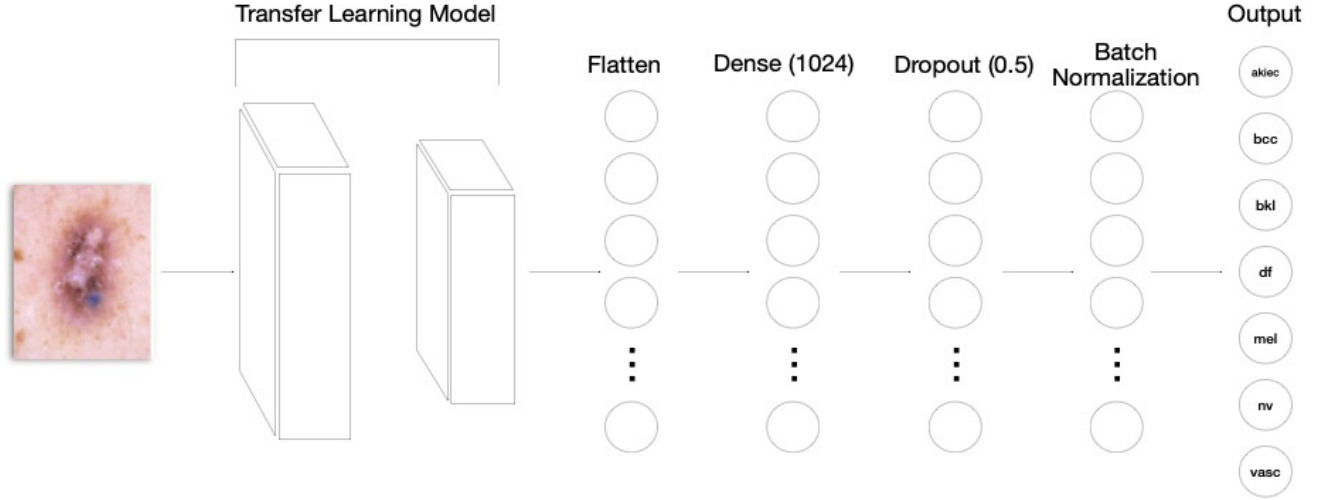 Transfer Learning Model
Output
Flatten
Dense (1024)
Dropout (0.5)
Batch
Normalization
akiec
bcc
bkl
df
mel
nv
vasc